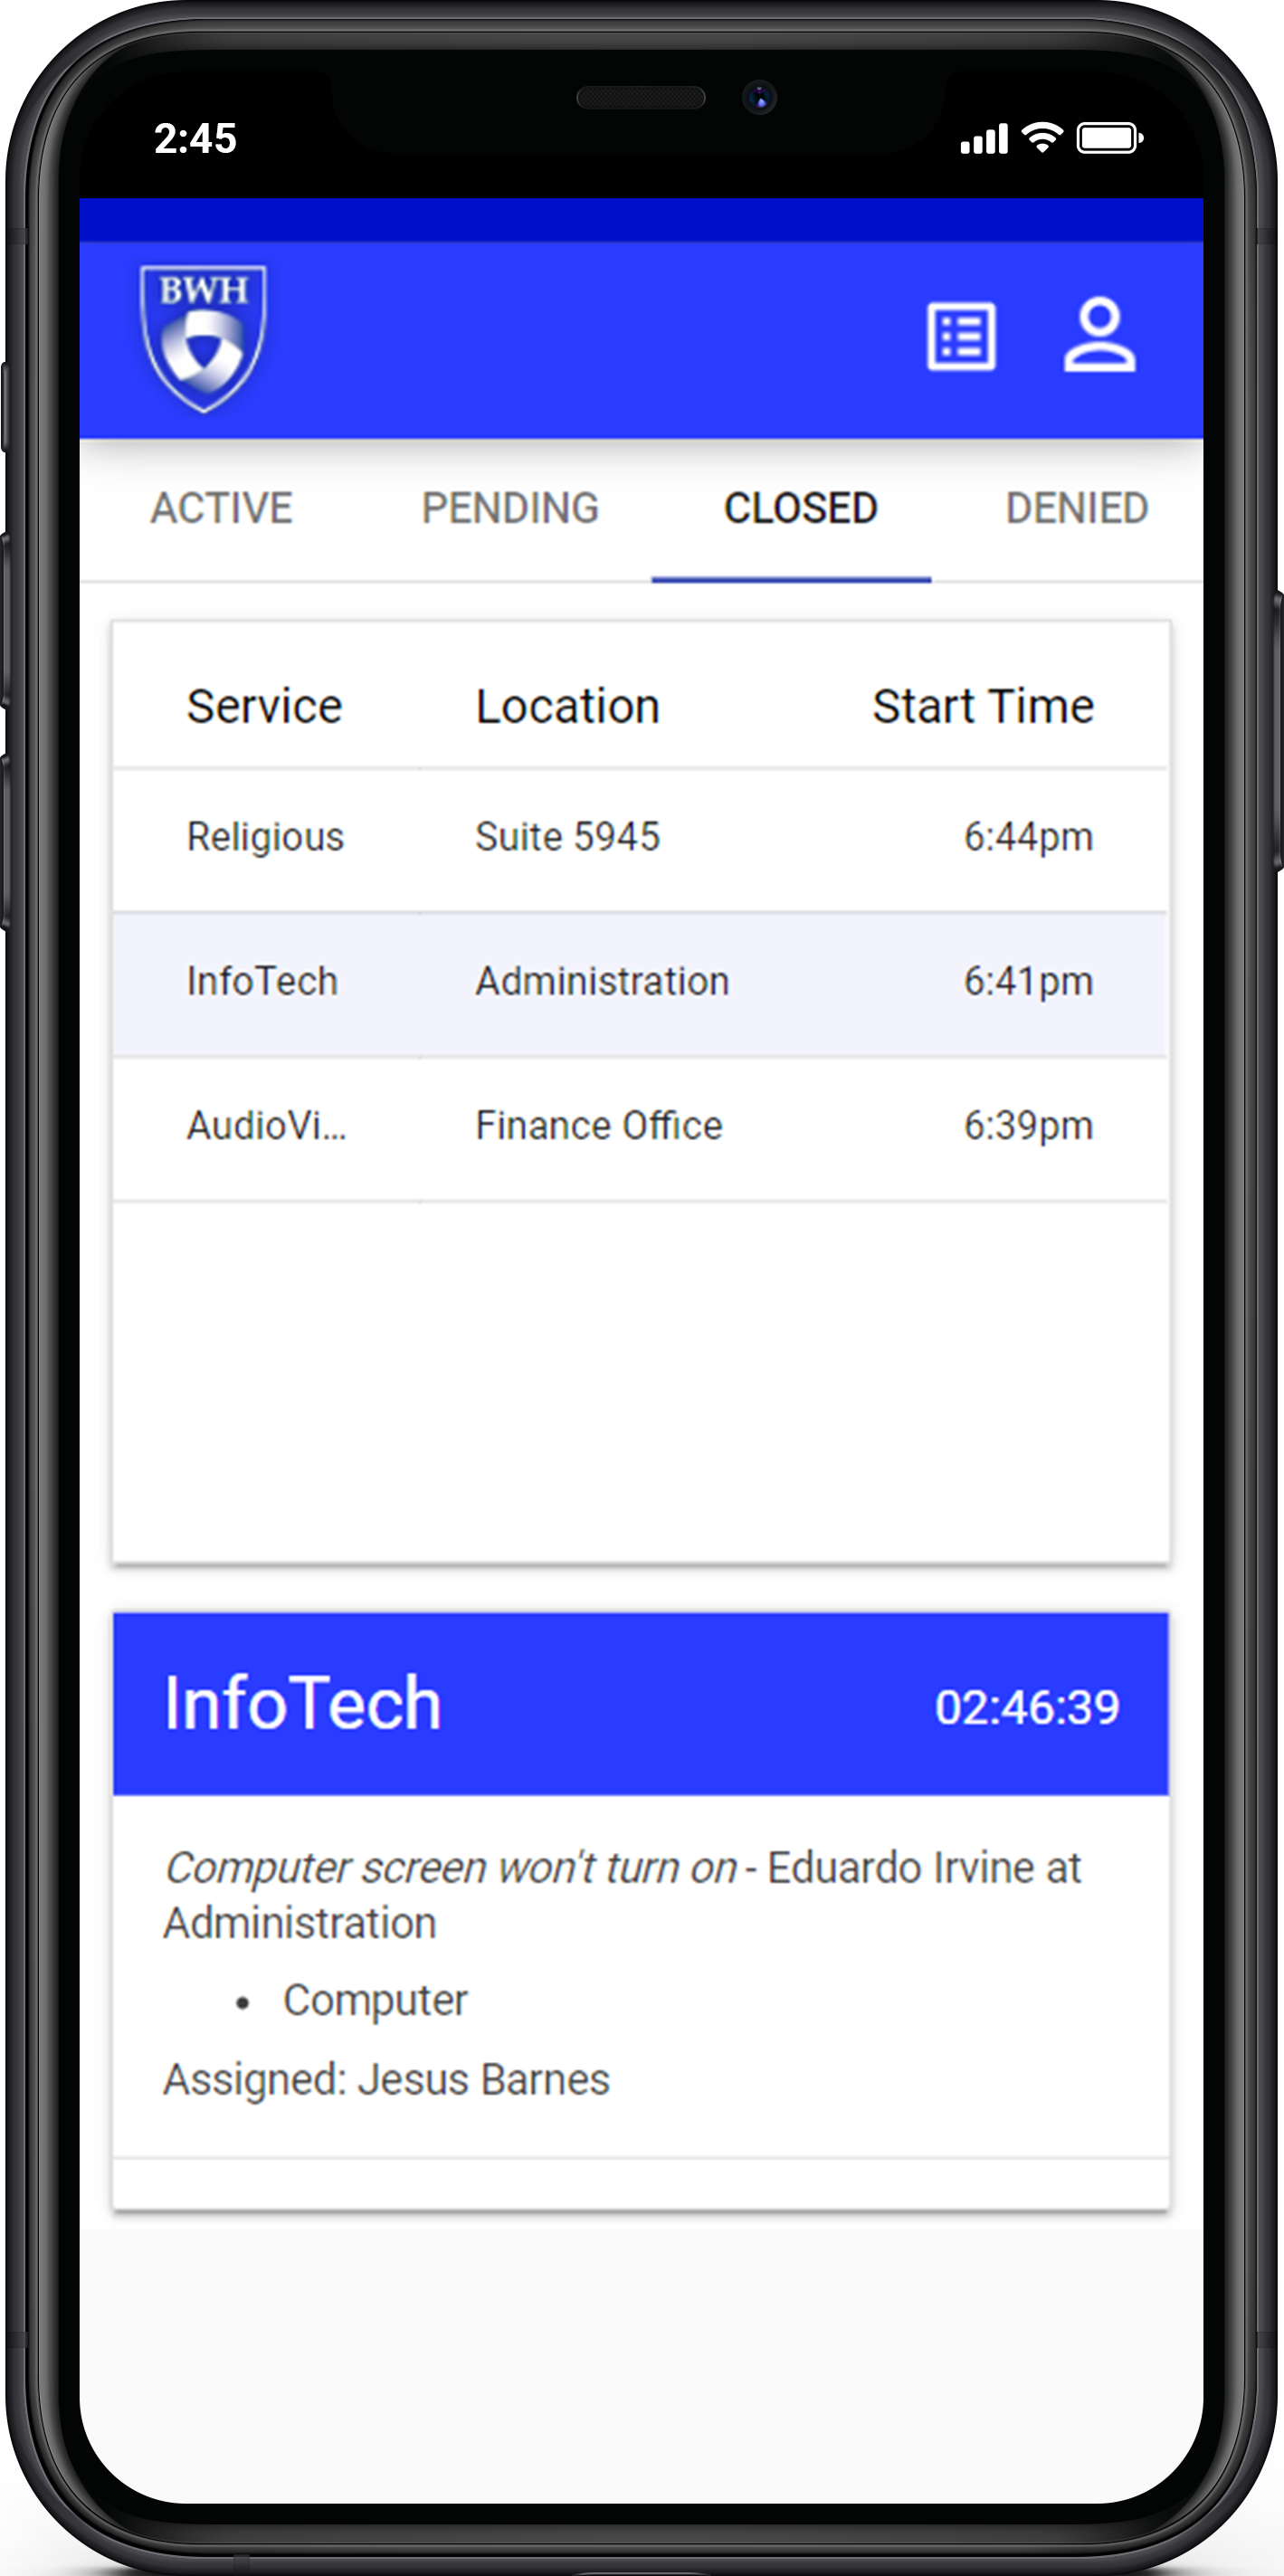 2:45
BWH
ACTIVE PENDING CLOSED DENIED
Service Location Start Time
Religious Suite 5945 6:44pm
InfoTech Administration 6:41pm
AudioVi... Finance Office 6:39pm
InfoTech 02:46:39
Computer screen won't turn on - Eduardo Irvine at
Administration
• Computer
Assigned: Jesus Barnes